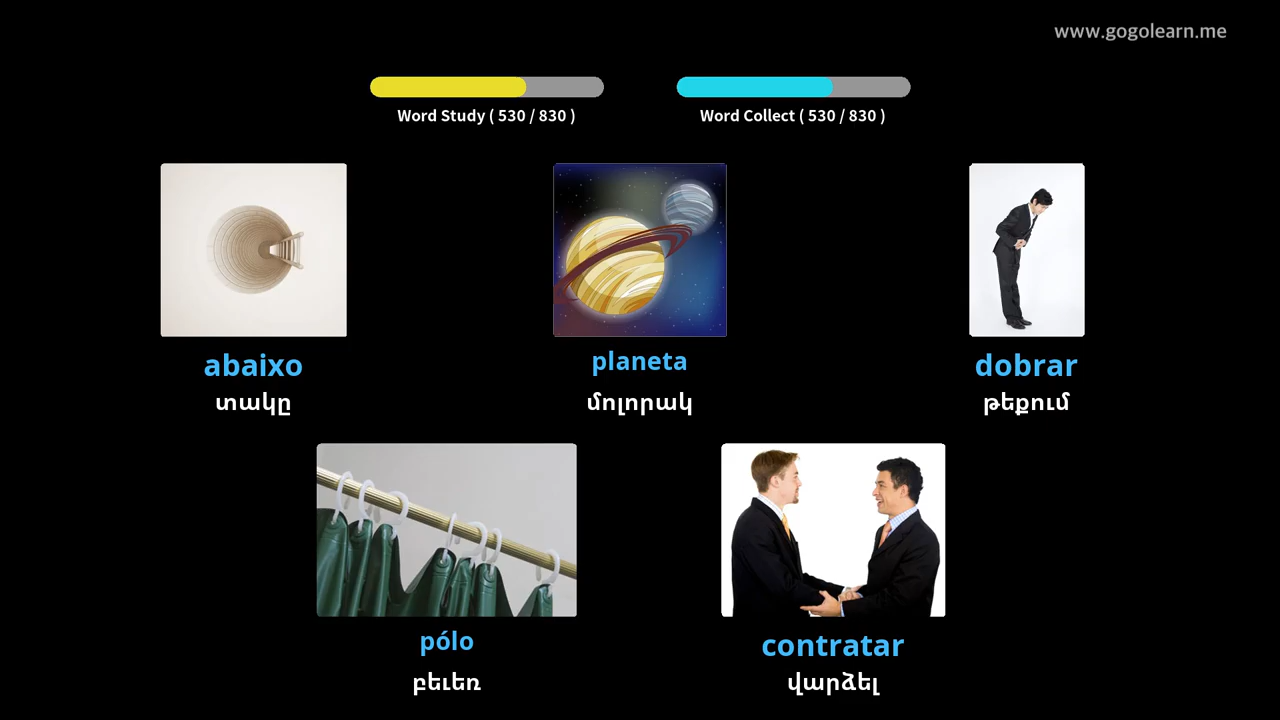 www.gogolearn.me
Word Study ( 530 / 830 )
Word Collect ( 530 / 830 )
abaixo
տակը
planeta
մոլորակ
dobrar
թեքում
pólo
բեւեռ
contratar
վարձել